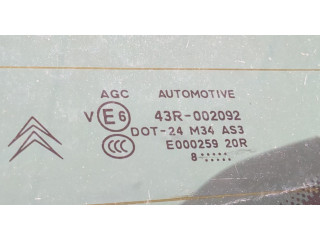 AGC AUTOMOTIVE
V E6 43R-002092
DOT-24 M34 AS3
CCC E000259 20R
8